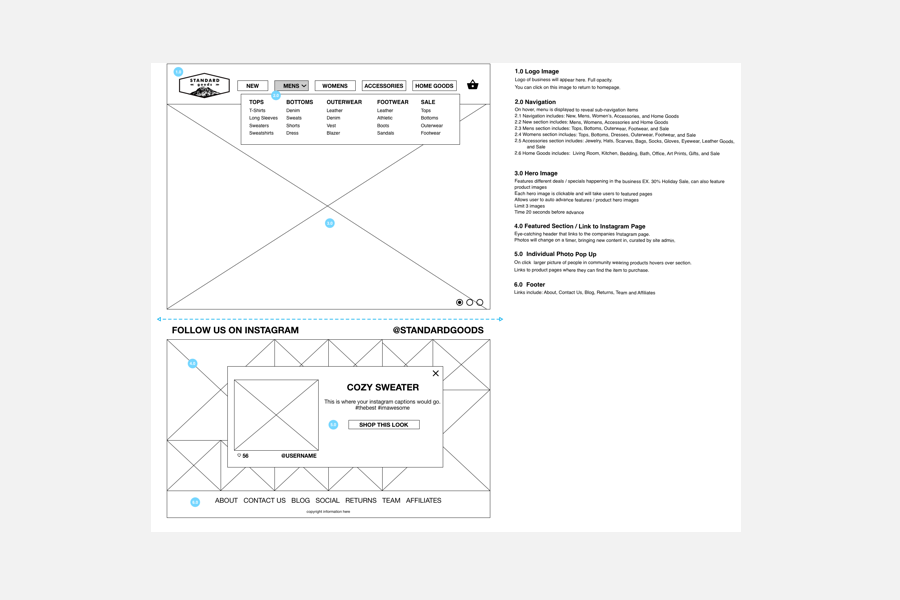 STANDARD
goods
NEW
MENS
WOMENS
ACCESSORIES
HOME GOODS
TOPS
BOTTOMS
OUTERWEAR
FOOTWEAR
SALE
T-Shirts
Denim
Leather
Leather
Tops
Long Sleeves
Sweats
Denim
Athletic
Bottoms
Sweaters
Shorts
Vest
Boots
Outerwear
Sweatshirts
Dress
Blazer
Sandals
Footwear
FOLLOW US ON INSTAGRAM
@STANDARDGOODS
COZY SWEATER
This is where your instagram captions would go.
#thebest #imawesome
SHOP THIS LOOK
56
@USERNAME
ABOUT CONTACT US BLOG SOCIAL RETURNS TEAM AFFILIATES
copyright information here
1.0 Logo Image
Logo of business will appear here. Full opacity.
You can click on this image to return to homepage.
2.0 Navigation
On hover, menu is displayed to reveal sub-navigation items
2.1 Navigation includes: New, Mens, Women's, Accessories, and Home Goods
2.2 New section includes: Mens, Womens, Accessories and Home Goods
2.3 Mens section includes: Tops, Bottoms, Outerwear, Footwear, and Sale
2.4 Womens section includes: Tops, Bottoms, Dresses, Outerwear, Footwear, and Sale
2.5 Accessories section includes: Jewelry, Hats, Scarves, Bags, Socks, Gloves, Eyewear, Leather Goods,
and Sale
2.6 Home Goods includes: Living Room, Kitchen, Bedding, Bath, Office, Art Prints, Gifts, and Sale
3.0 Hero Image
Features different deals / specials happening in the business EX. 30% Holiday Sale, can also feature
product images
Each hero image is clickable and will take users to featured pages
Allows user to auto advance features / product hero images
Limit 3 images
Time 20 seconds before advance
4.0 Featured Section / Link to Instagram Page
Eye-catching header that links to the companies Instagram page.
Photos will change on a timer, bringing new content in, curated by site admin.
5.0 Individual Photo Pop Up
On click larger picture of people in community wearing products hovers over section.
Links to product pages where they can find the item to purchase.
6.0 Footer
Links include: About, Contact Us, Blog, Returns, Team and Affiliates